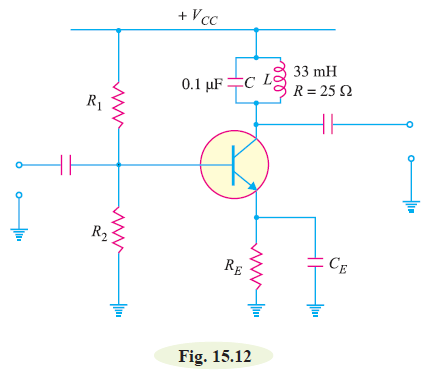 + V_CC
0.1 μF
C
L
33 mH
R = 25 Ω
R_1
R_2
R_E
C_E
Fig. 15.12